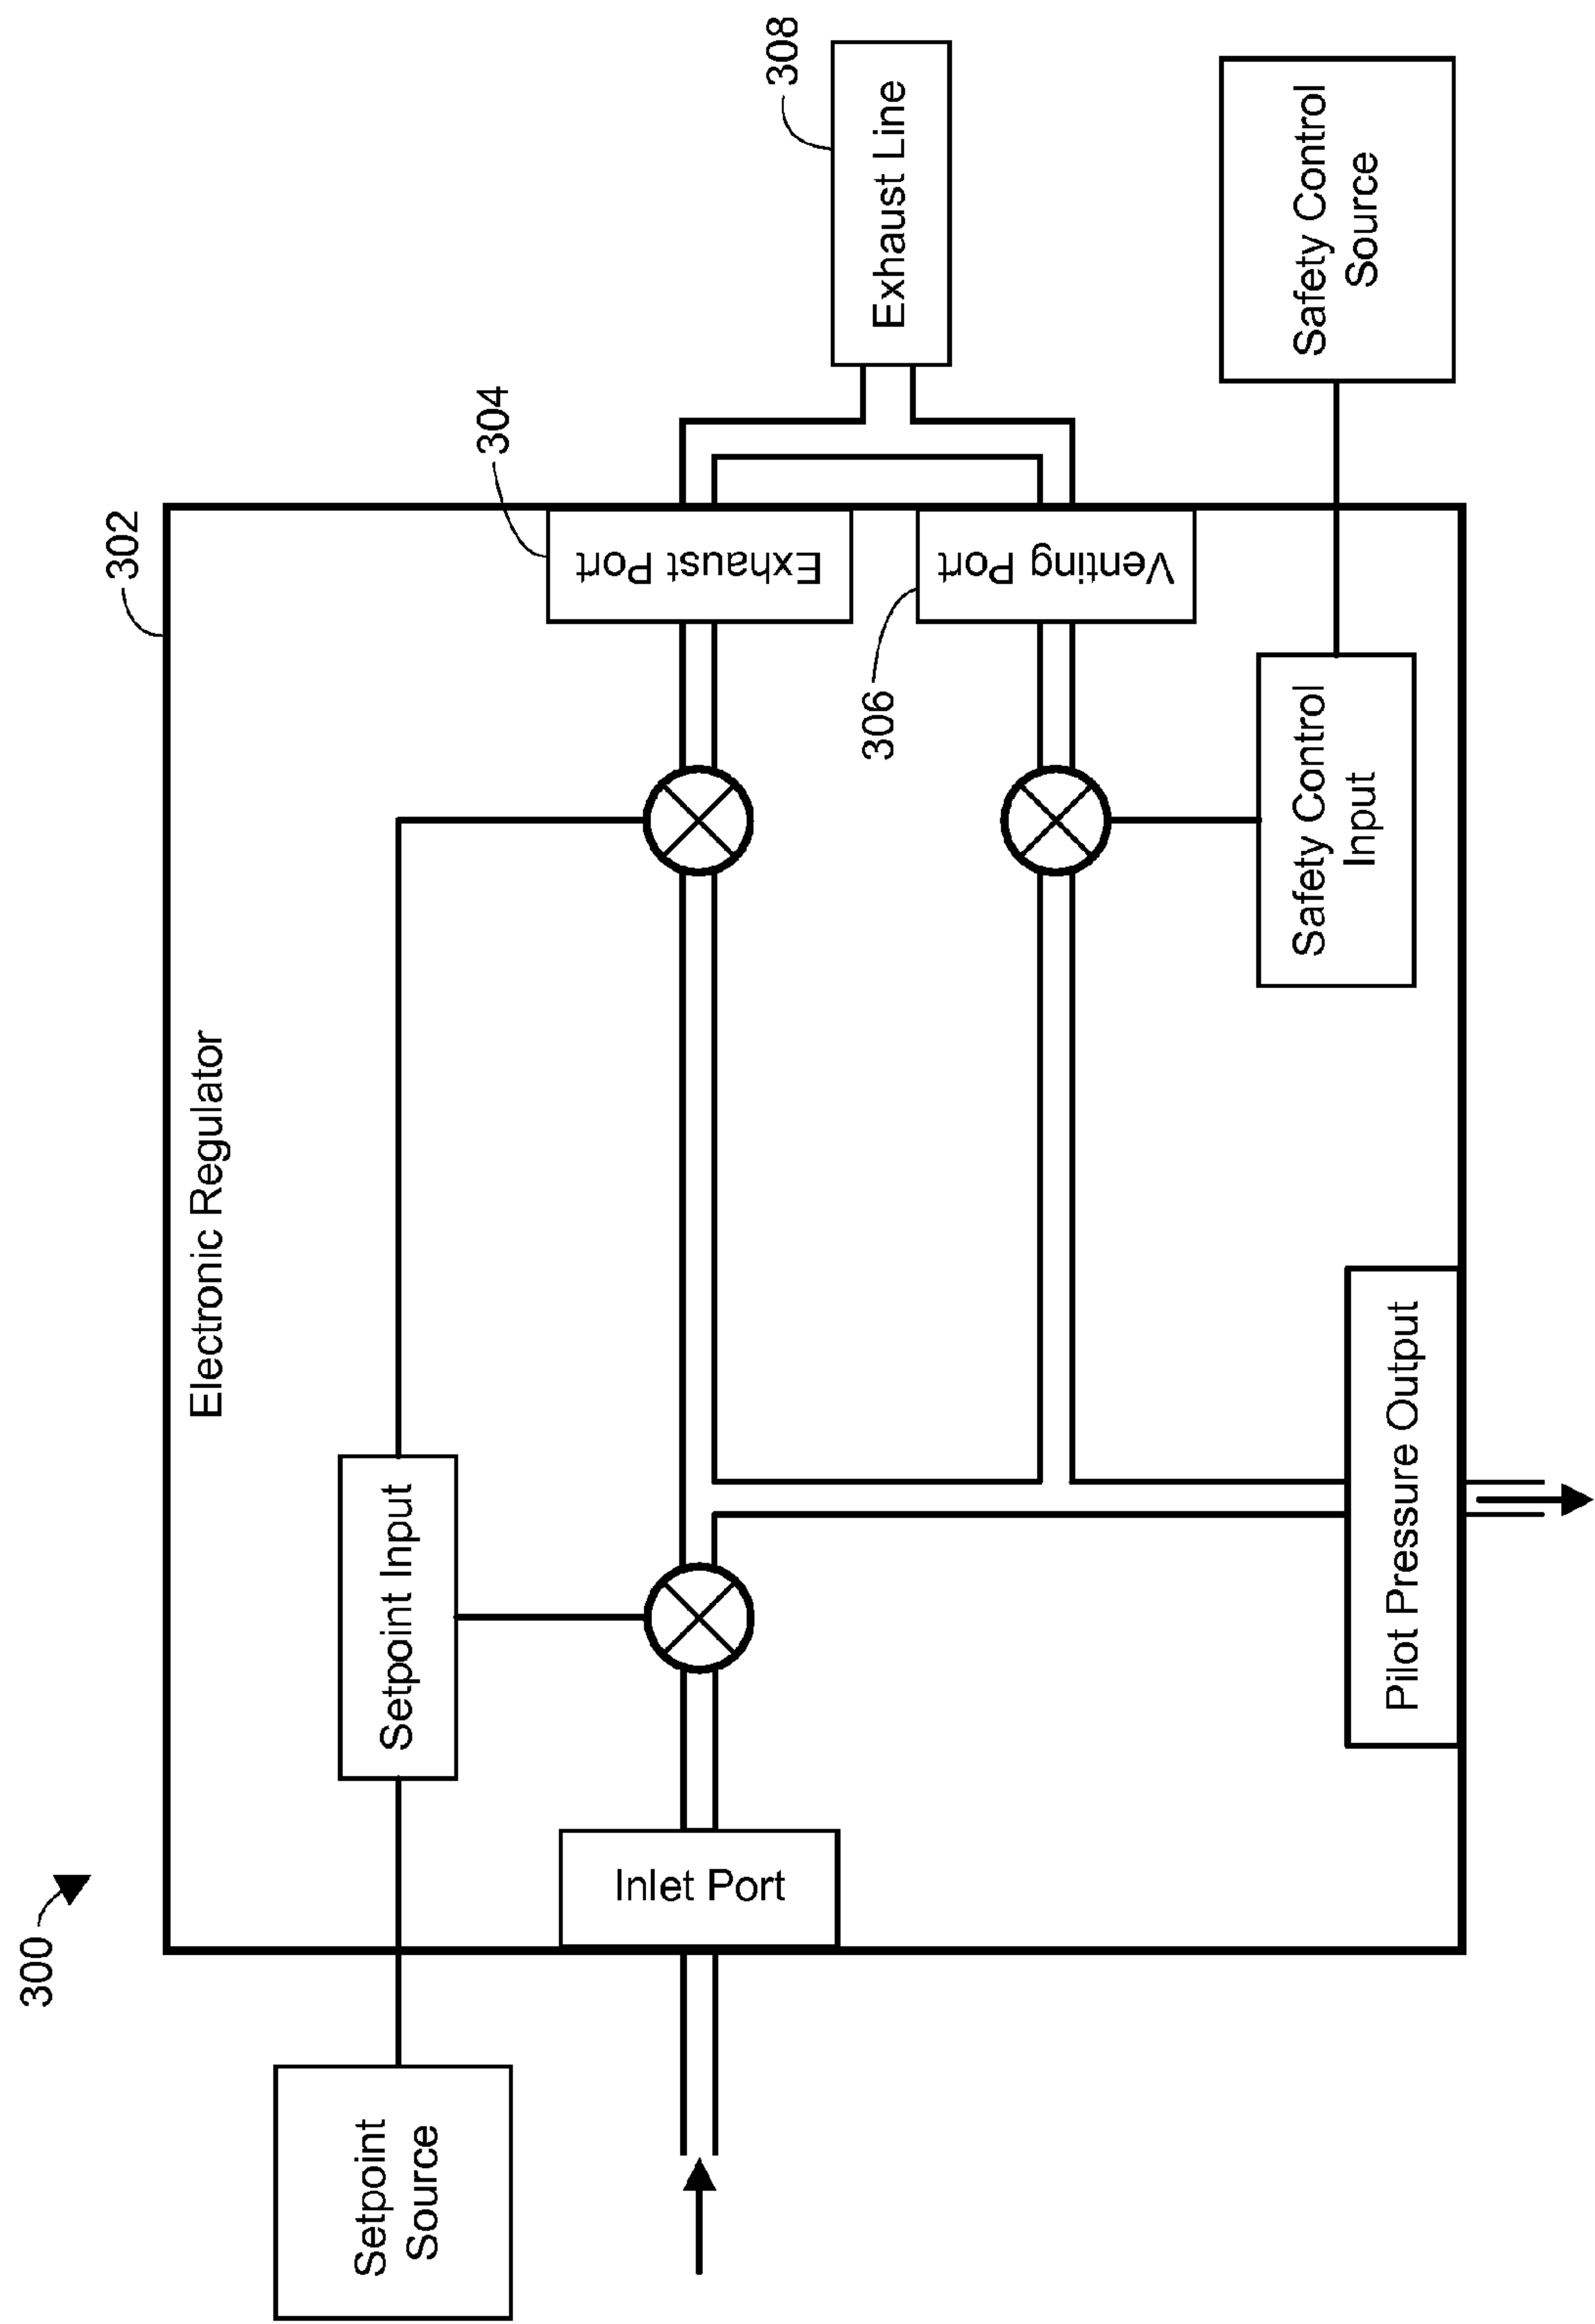 300
302
Electronic Regulator
Setpoint
Source
Setpoint Input
304
308
Inlet Port
Exhaust Port
Exhaust Line
306
Venting Port
Safety Control
Input
Safety Control
Source
Pilot Pressure Output